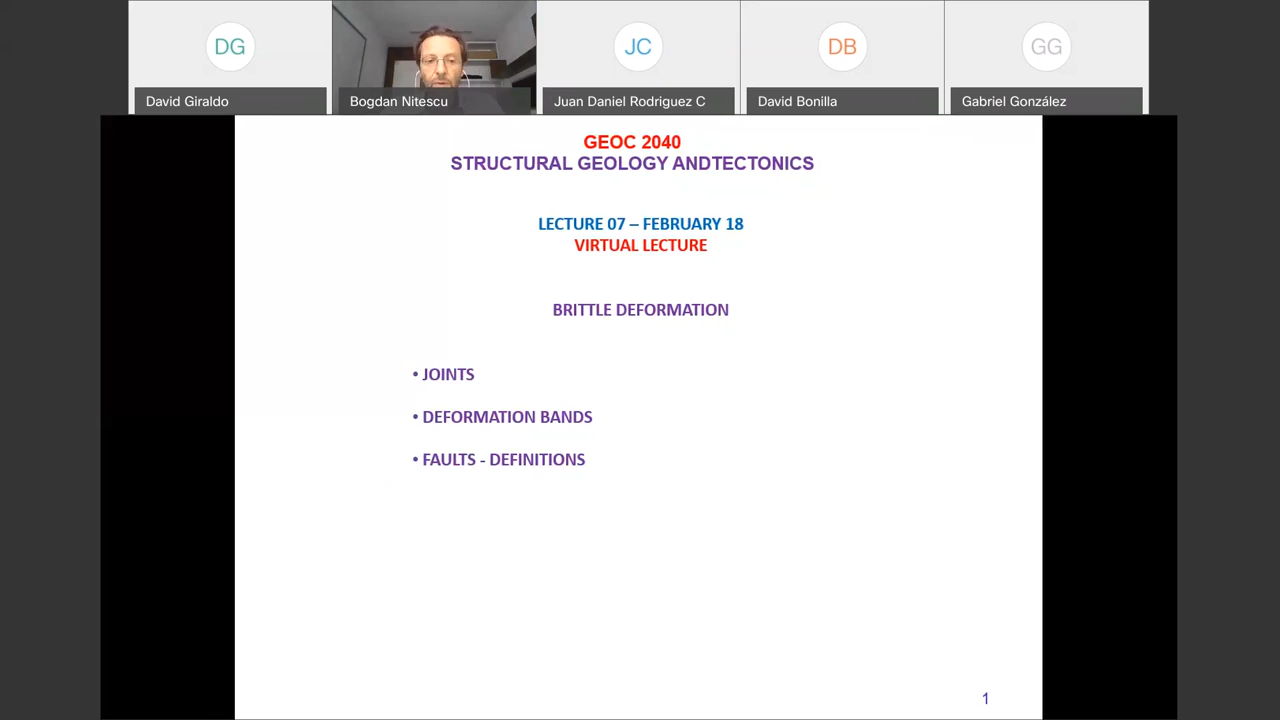 DG
JC
DB
GG
David Giraldo
Bogdan Nitescu
Juan Daniel Rodriguez C
David Bonilla
Gabriel González
GEOC 2040
STRUCTURAL GEOLOGY ANDTECTONICS
LECTURE 07 – FEBRUARY 18
VIRTUAL LECTURE
BRITTLE DEFORMATION
• JOINTS
• DEFORMATION BANDS
• FAULTS - DEFINITIONS
1